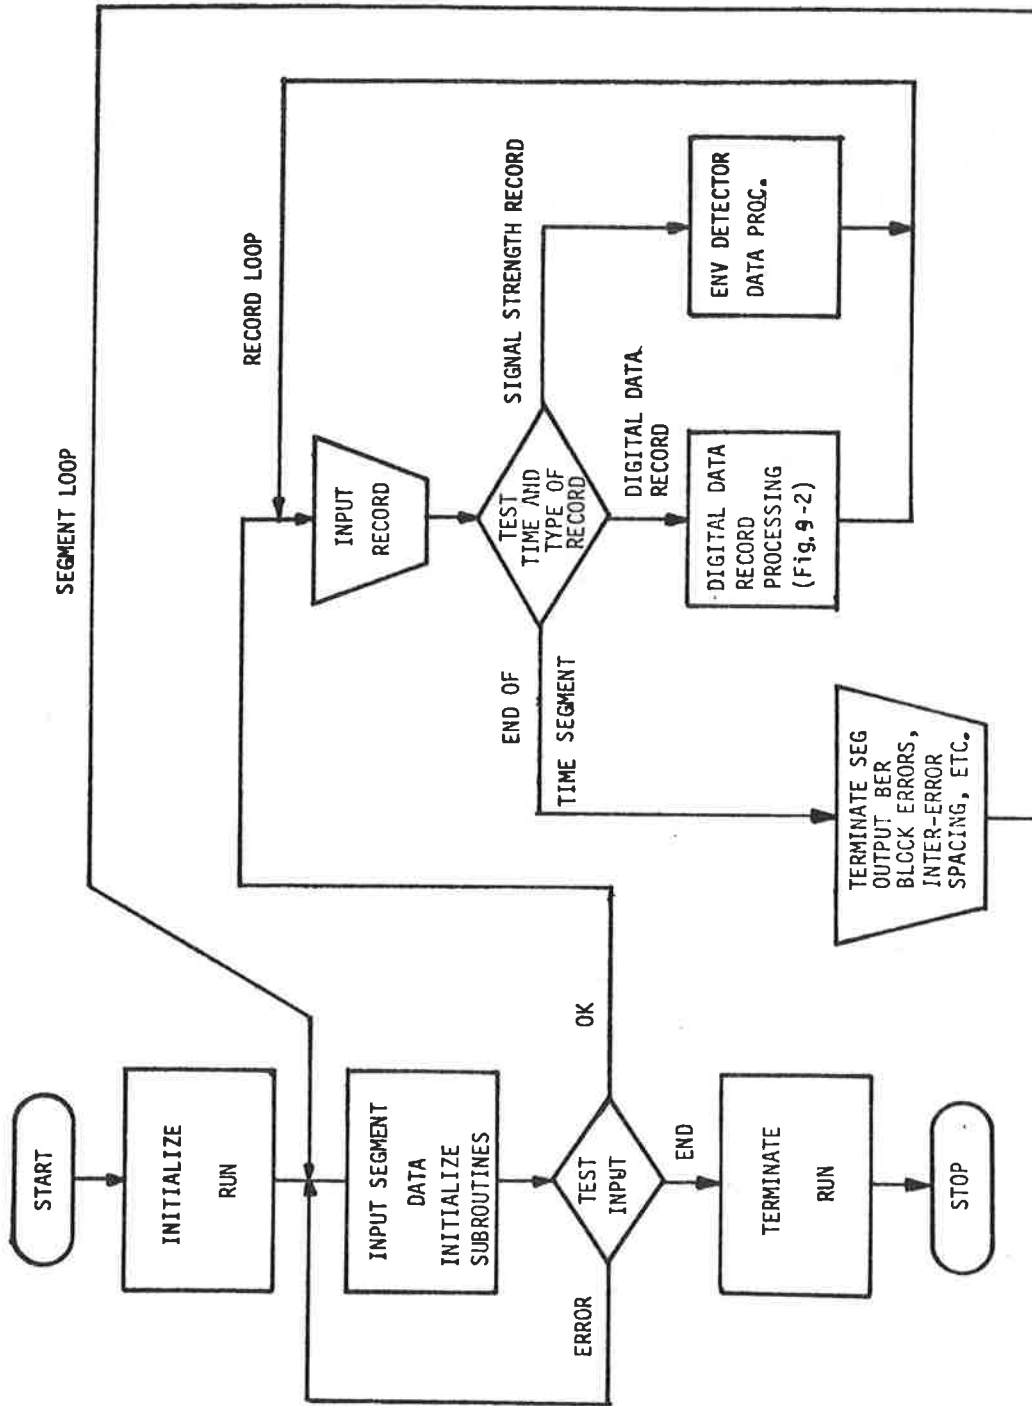 START
INITIALIZE
RUN
INPUT SEGMENT
DATA
INITIALIZE
SUBROUTINES
TEST
INPUT
ERROR
OK
END
TERMINATE
RUN
STOP
SEGMENT LOOP
RECORD LOOP
INPUT
RECORD
TEST
TIME AND
TYPE OF
RECORD
END OF
TIME SEGMENT
DIGITAL DATA
RECORD
SIGNAL STRENGTH RECORD
TERMINATE SEG
OUTPUT BER
BLOCK ERRORS,
INTER-ERROR
SPACING, ETC.
DIGITAL DATA
RECORD
PROCESSING
(Fig.9-2)
ENV DETECTOR
DATA PROC.